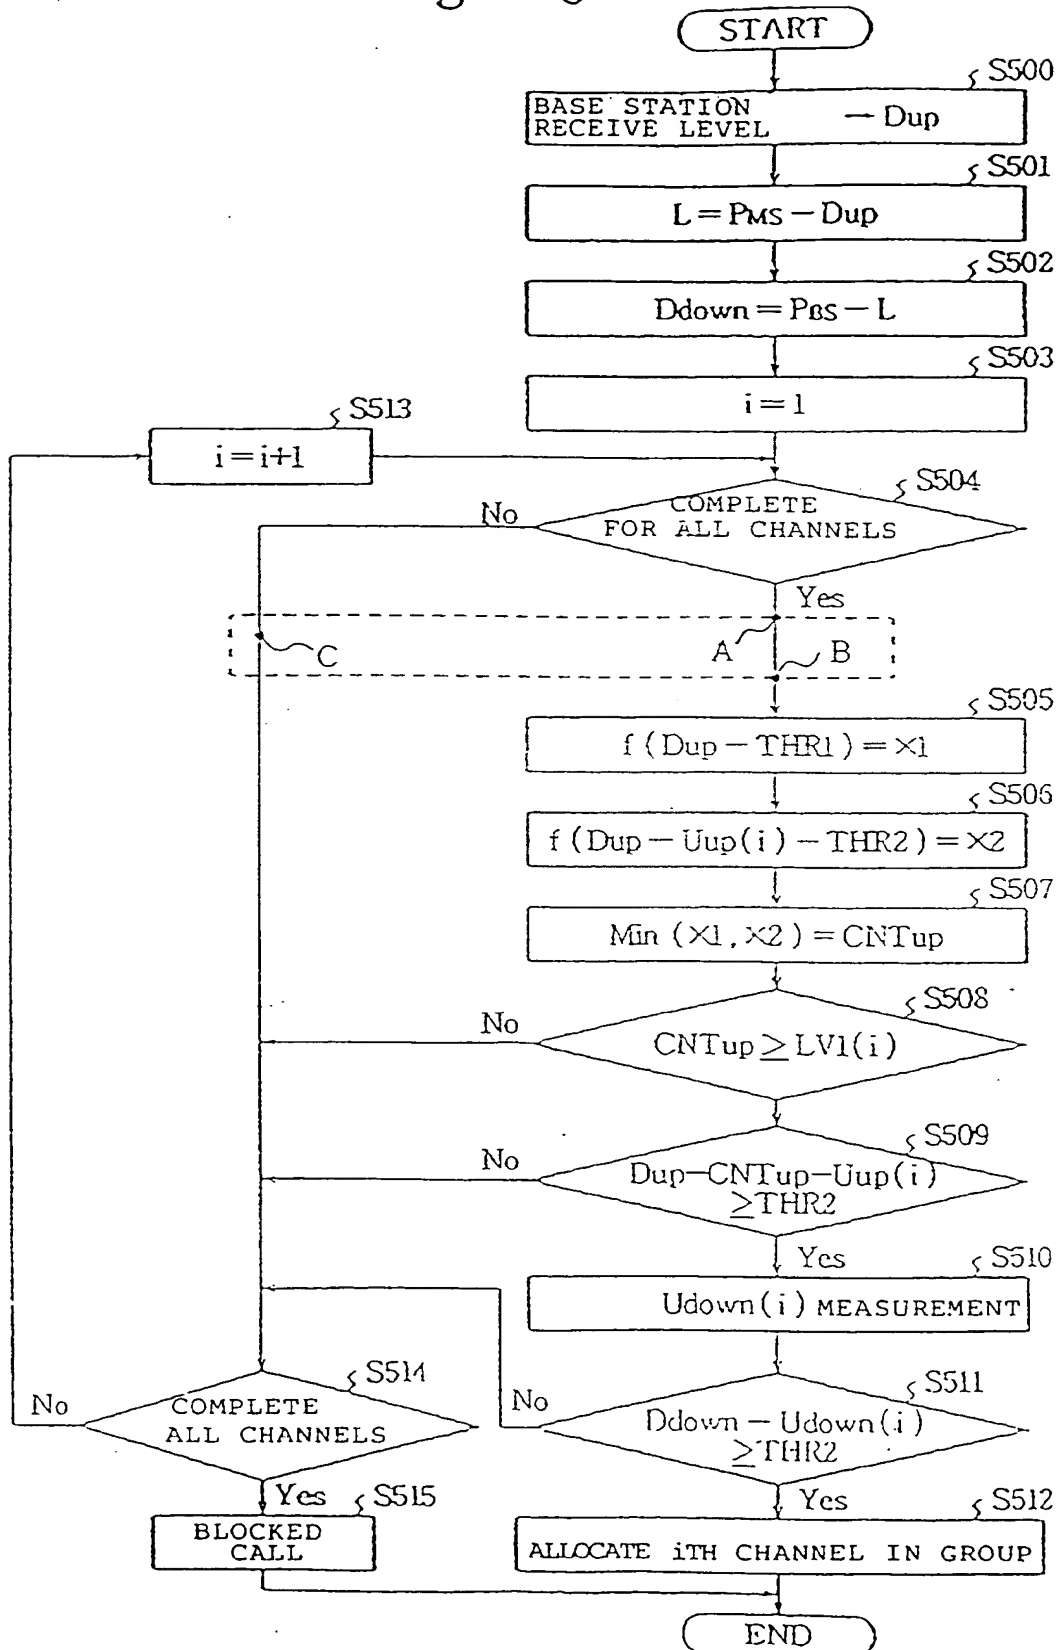 START
S500
BASE STATION
RECEIVE LEVEL — Dup
S501
L = PMS − Dup
S502
Ddown = PBS − L
S503
i = 1
S513
i = i+1
S504
COMPLETE
FOR ALL CHANNELS
No
Yes
A
B
C
S505
f (Dup − THR1) = X1
S506
f (Dup − Uup(i) − THR2) = X2
S507
Min (X1, X2) = CNTup
S508
No
CNTup ≥ LV1(i)
S509
No
Dup−CNTup−Uup(i)
≥THR2
Yes
S510
Udown(i) MEASUREMENT
S514
No
COMPLETE
ALL CHANNELS
S511
No
Ddown − Udown(i)
≥THR2
Yes
S515
BLOCKED
CALL
Yes
S512
ALLOCATE iTH CHANNEL IN GROUP
END